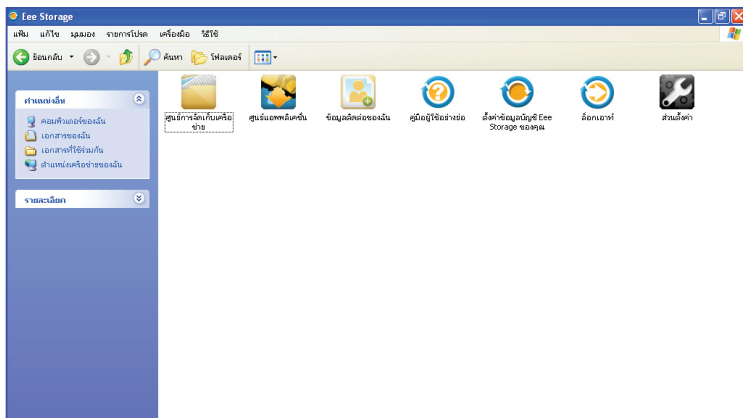 Eee Storage
แฟ้ม แก้ไข มุมมอง รายการโปรด เครื่องมือ วิธีใช้
ย้อนกลับ ค้นหา โฟลเดอร์
ตำแหน่งอื่น
คอมพิวเตอร์ของฉัน
เอกสารของฉัน
เอกสารที่ใช้ร่วมกัน
ตำแหน่งเครือข่ายของฉัน
รายละเอียด
ศูนย์การจัดเก็บเครือ
ข่าย
ศูนย์แอพพลิเคชั่น
ข้อมูลติดต่อของฉัน
คู่มือผู้ใช้อย่างย่อ
ตั้งค่าข้อมูลบัญชี Eee
Storage ของคุณ
ล็อกเอาท์
ส่วนตั้งค่า